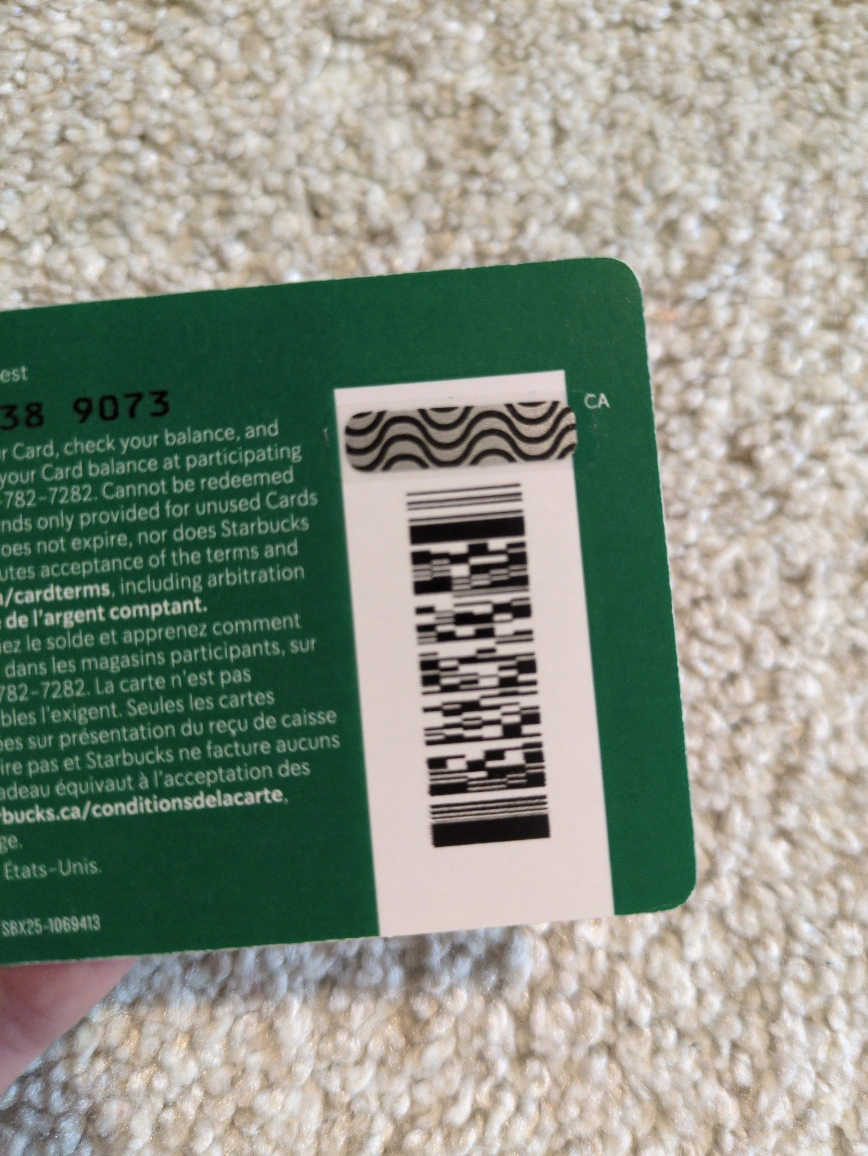 est
38 9073
CA
r Card, check your balance, and
your Card balance at participating
-782-7282. Cannot be redeemed
nds only provided for unused Cards
oes not expire, nor does Starbucks
utes acceptance of the terms and
a/cardterms, including arbitration
de l'argent comptant.
iez le solde et apprenez comment
dans les magasins participants, sur
782-7282. La carte n'est pas
bles l'exigent. Seules les cartes
ées sur présentation du reçu de caisse
ire pas et Starbucks ne facture aucuns
adeau équivaut à l'acceptation des
rbucks.ca/conditionsdelacarte,
ge.
États-Unis.
SBX25-1069413